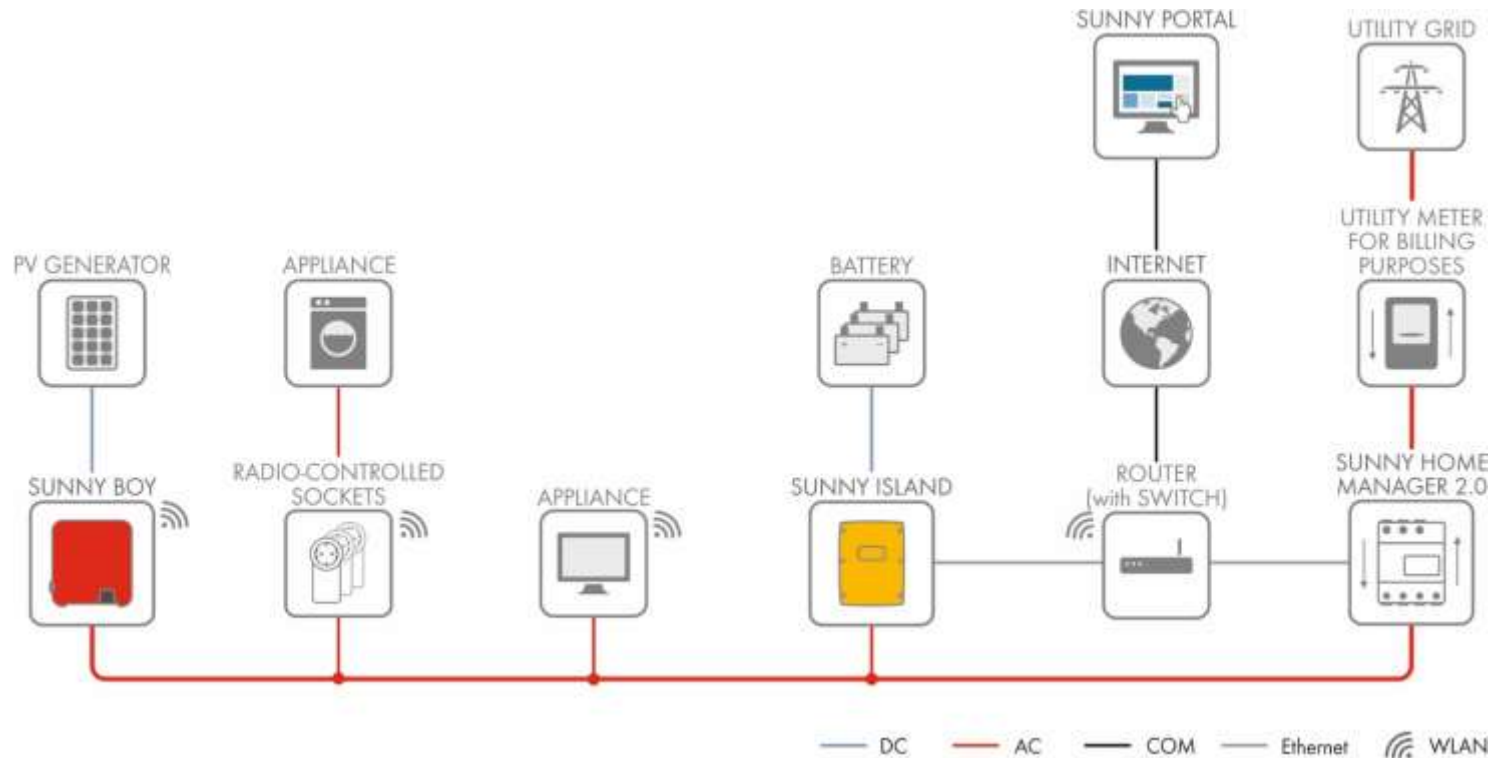 SUNNY PORTAL
UTILITY GRID
UTILITY METER
FOR BILLING
PURPOSES
PV GENERATOR
APPLIANCE
BATTERY
INTERNET
SUNNY BOY
RADIO-CONTROLLED
SOCKETS
APPLIANCE
SUNNY ISLAND
ROUTER
(with SWITCH)
SUNNY HOME
MANAGER 2.0
DC
AC
COM
Ethernet
WLAN